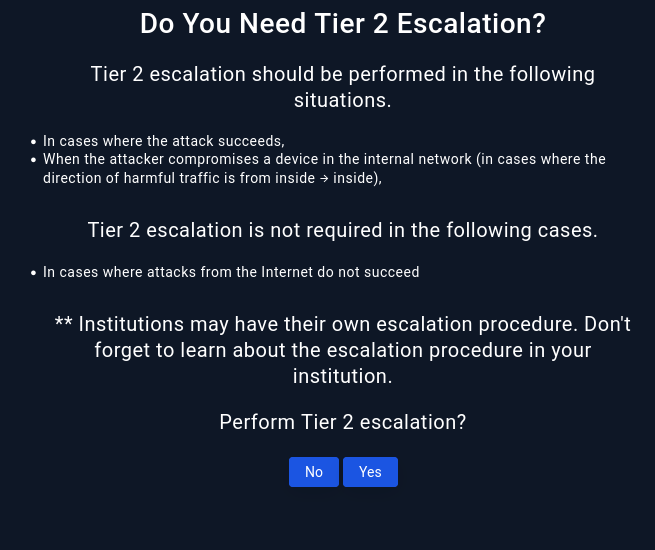 Do You Need Tier 2 Escalation?
Tier 2 escalation should be performed in the following
situations.
• In cases where the attack succeeds,
• When the attacker compromises a device in the internal network (in cases where the
direction of harmful traffic is from inside → inside),
Tier 2 escalation is not required in the following cases.
• In cases where attacks from the Internet do not succeed
** Institutions may have their own escalation procedure. Don't
forget to learn about the escalation procedure in your
institution.
Perform Tier 2 escalation?
No Yes